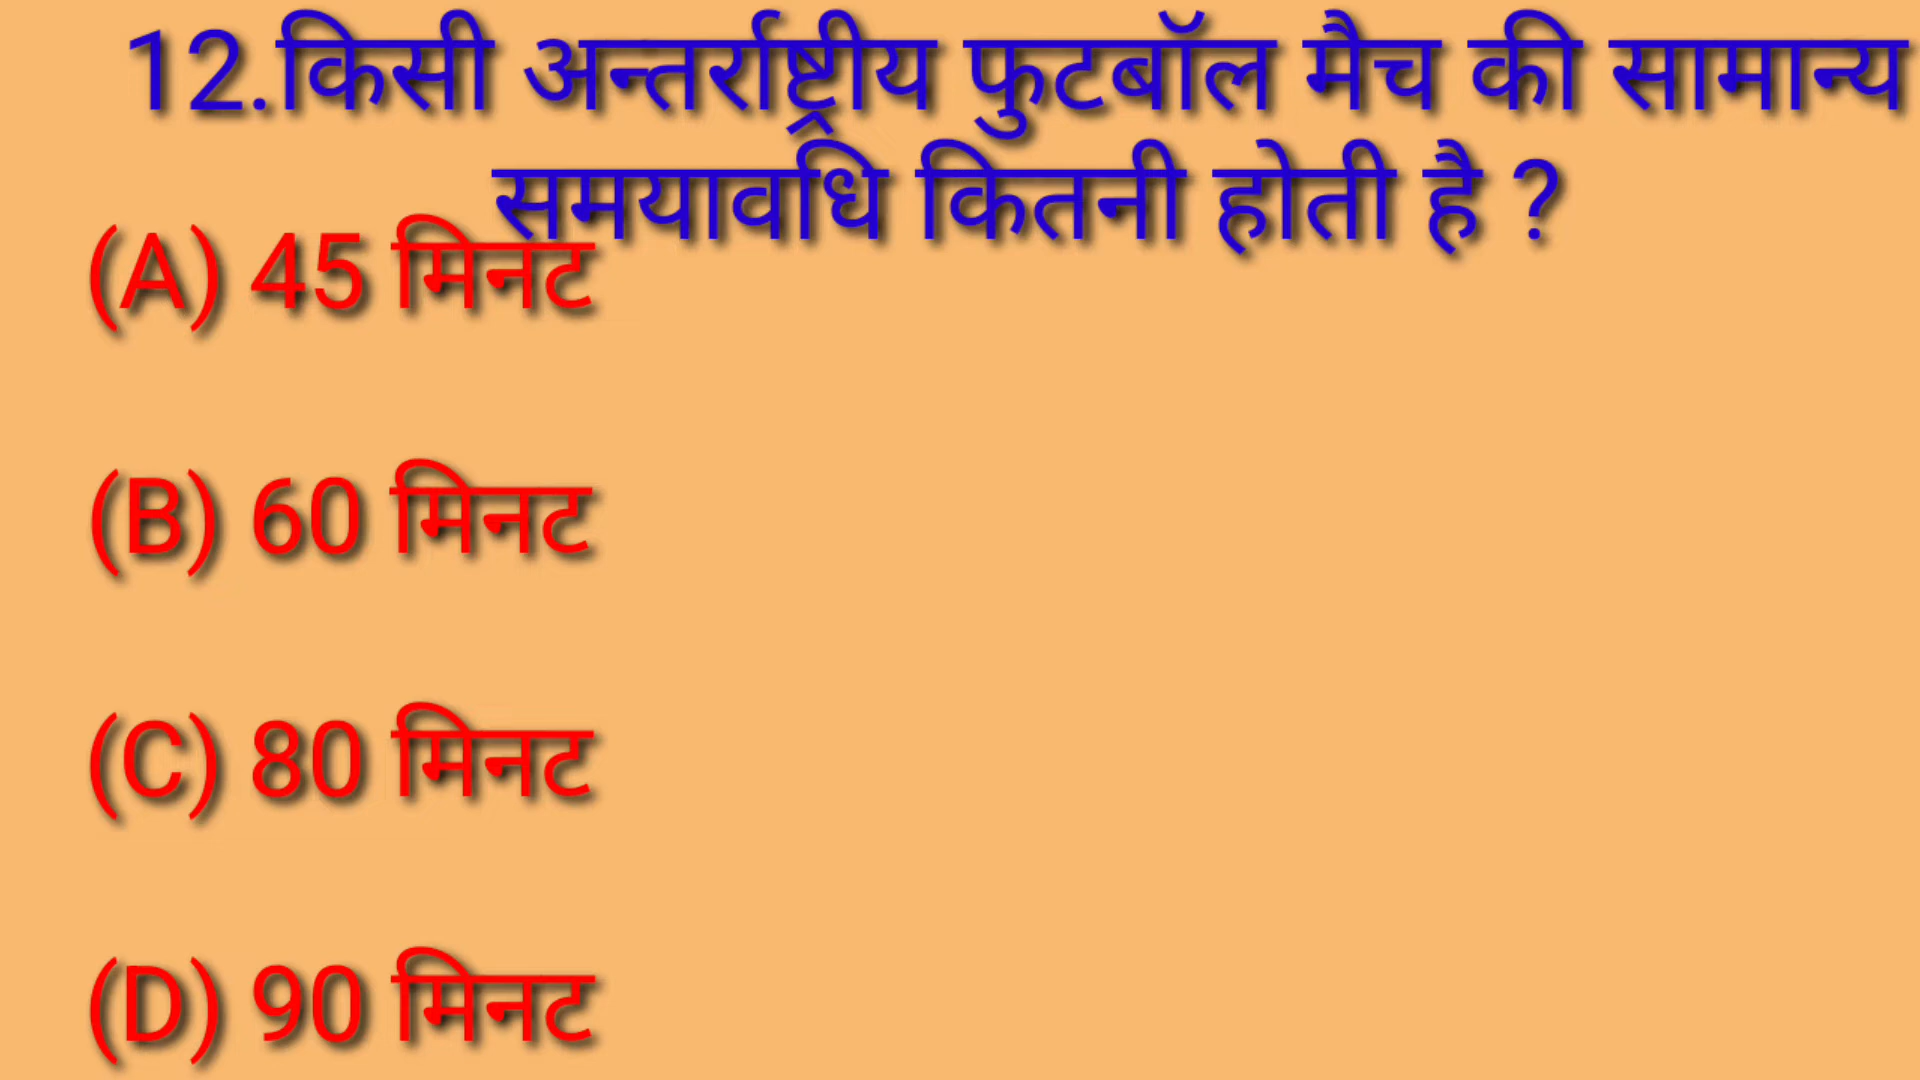 12.किसी अन्तर्राष्ट्रीय फुटबॉल मैच की सामान्य
समयावधि कितनी होती है ?
(A) 45 मिनट
(B) 60 मिनट
(C) 80 मिनट
(D) 90 मिनट